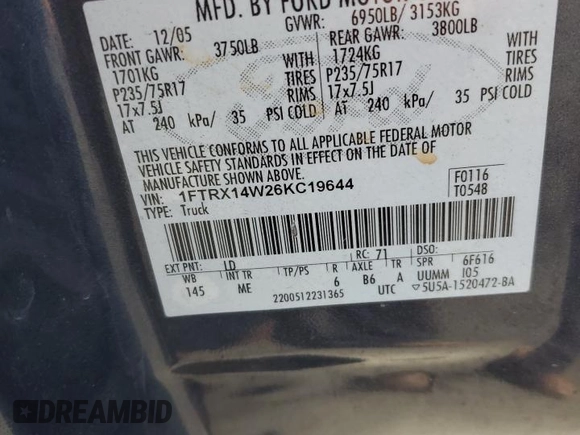 MFD. BY FORD MOTOR
DATE: 12/05 GVWR: 6950LB/ 3153KG
FRONT GAWR: 3750LB REAR GAWR: 3800LB
1701KG 1724KG
P235/75R17 TIRES P235/75R17 TIRES
17x7.5J RIMS 17x7.5J RIMS
AT 240 kPa/ 35 PSI COLD AT 240 kPa/ 35 PSI COLD
THIS VEHICLE CONFORMS TO ALL APPLICABLE FEDERAL MOTOR
VEHICLE SAFETY STANDARDS IN EFFECT ON THE DATE OF
MANUFACTURE SHOWN ABOVE.
VIN: 1FTRX14W26KC19644 F0116
TYPE: Truck T0548
EXT PNT: LD RC: 71 DSO:
WB INT TR TP/PS R AXLE TR SPR 6F616
145 ME 6 B6 A UUMM I05
2200512231365 UTC ▽5U5A-1520472-BA
Ford
DREAMBID